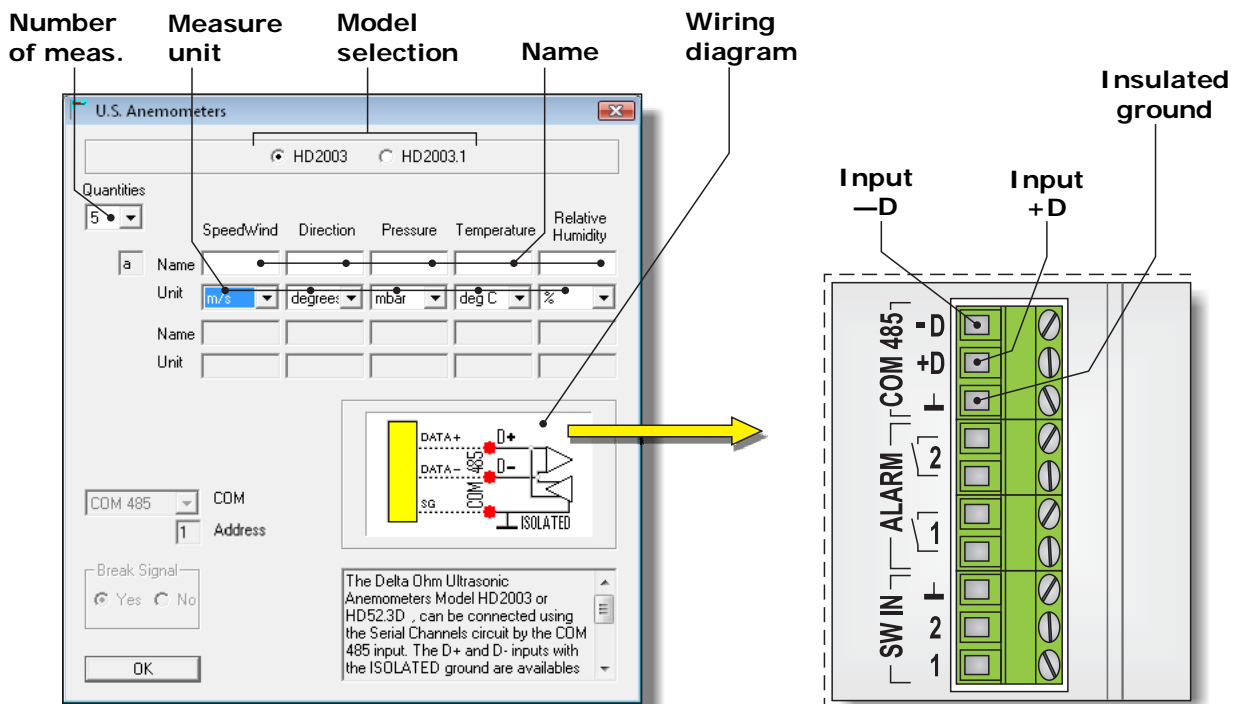 Number
of meas.
Measure
unit
Model
selection
Name
Wiring
diagram
Insulated
ground
Input
—D
Input
+D
U.S. Anemometers
HD2003
HD2003.1
Quantities
5
SpeedWind
Direction
Pressure
Temperature
Relative
Humidity
a
Name
Unit
m/s
degrees
mbar
deg C
%
Name
Unit
DATA+
D+
DATA-
D-
SG
COM 485
ISOLATED
COM 485
COM
1
Address
Break Signal
Yes
No
OK
The Delta Ohm Ultrasonic
Anemometers Model HD2003 or
HD52.3D , can be connected using
the Serial Channels circuit by the COM
485 input. The D+ and D- inputs with
the ISOLATED ground are availables
COM 485
-D
+D
ALARM
2
1
SW IN
2
1